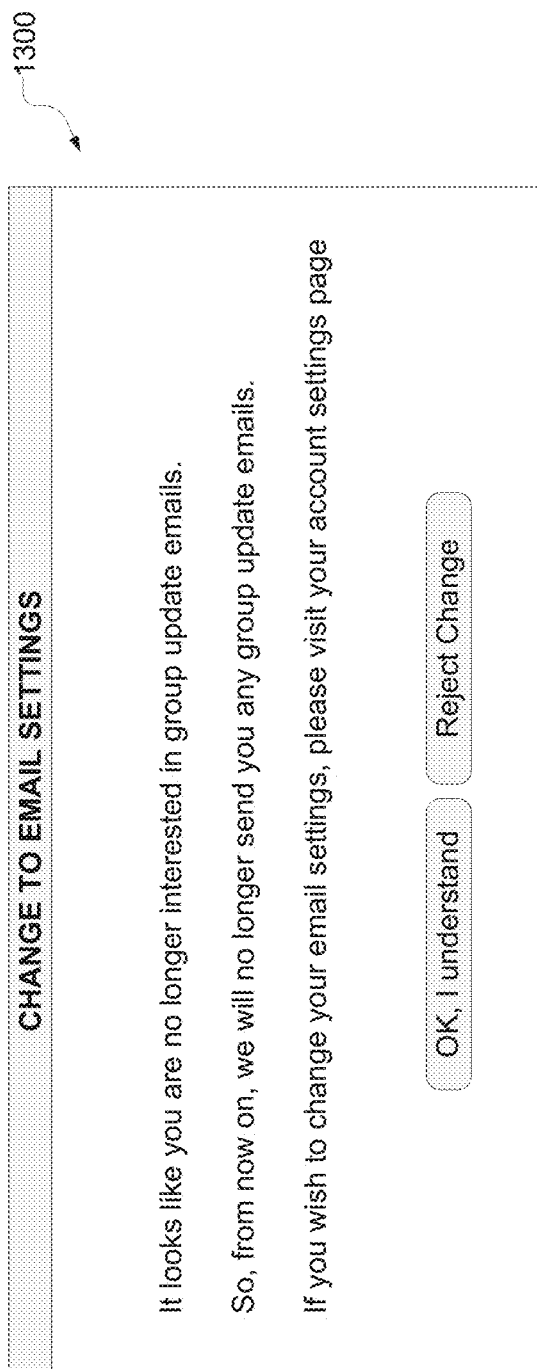 1300
CHANGE TO EMAIL SETTINGS
It looks like you are no longer interested in group update emails.
So, from now on, we will no longer send you any group update emails.
If you wish to change your email settings, please visit your account settings page
OK, I understand
Reject Change